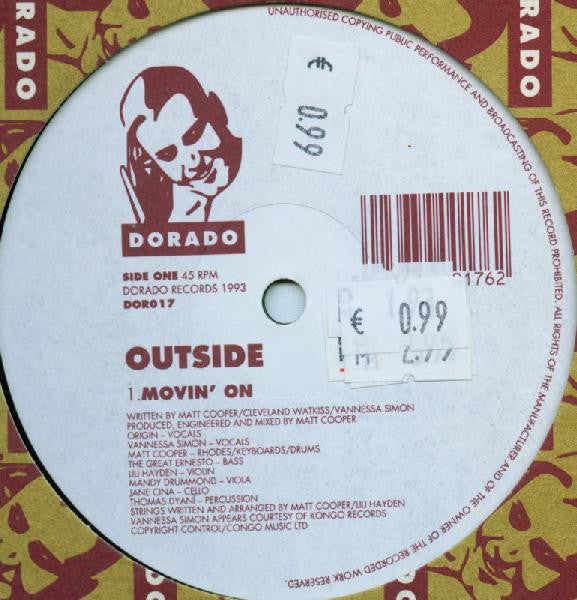 UNAUTHORISED COPYING PUBLIC PERFORMANCE AND BROADCASTING OF THIS RECORD PROHIBITED. ALL RIGHTS OF THE MANUFACTURER AND OF THE OWNER OF THE RECORDED WORK RESERVED.
RADO
ADO
€ 0.99
DORADO
SIDE ONE 45 RPM
DORADO RECORDS 1993
DOR017
81762
€ 0.99
2.99
OUTSIDE
1.MOVIN' ON
WRITTEN BY MATT COOPER/CLEVELAND WATKISS/VANNESSA SIMON
PRODUCED, ENGINEERED AND MIXED BY MATT COOPER
ORIGIN – VOCALS
VANNESSA SIMON – VOCALS
MATT COOPER – RHODES/KEYBOARDS/DRUMS
THE GREAT ERNESTO – BASS
LILI HAYDEN – VIOLIN
MANDY DRUMMOND – VIOLA
JANE CINA – CELLO
THOMAS DYANI – PERCUSSION
STRINGS WRITTEN AND ARRANGED BY MATT COOPER/LILI HAYDEN
VANNESSA SIMON APPEARS COURTESY OF KONGO RECORDS
COPYRIGHT CONTROL/CONGO MUSIC LTD